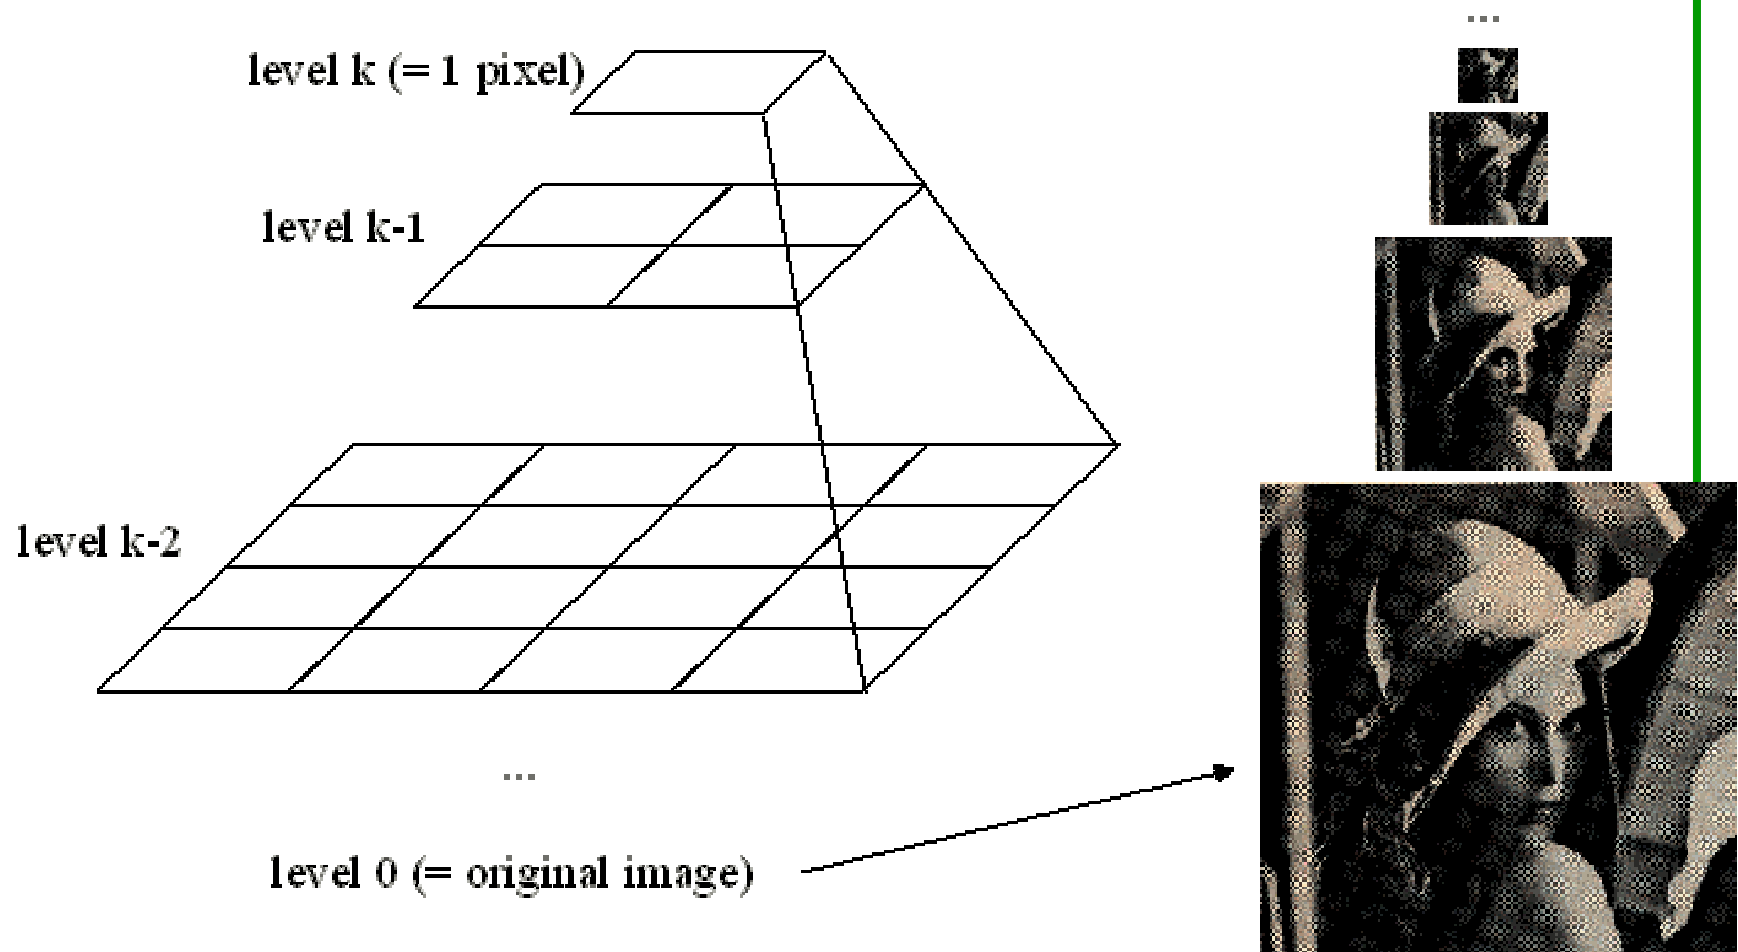 ...
level k (= 1 pixel)
level k-1
level k-2
...
level 0 (= original image)